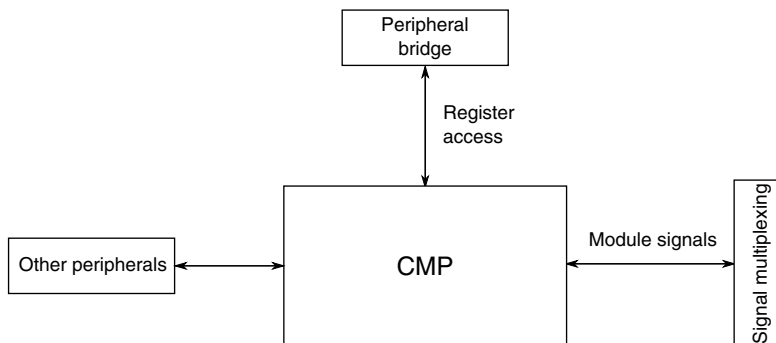 Peripheral
bridge
Register
access
Other peripherals
CMP
Module signals
Signal multiplexing